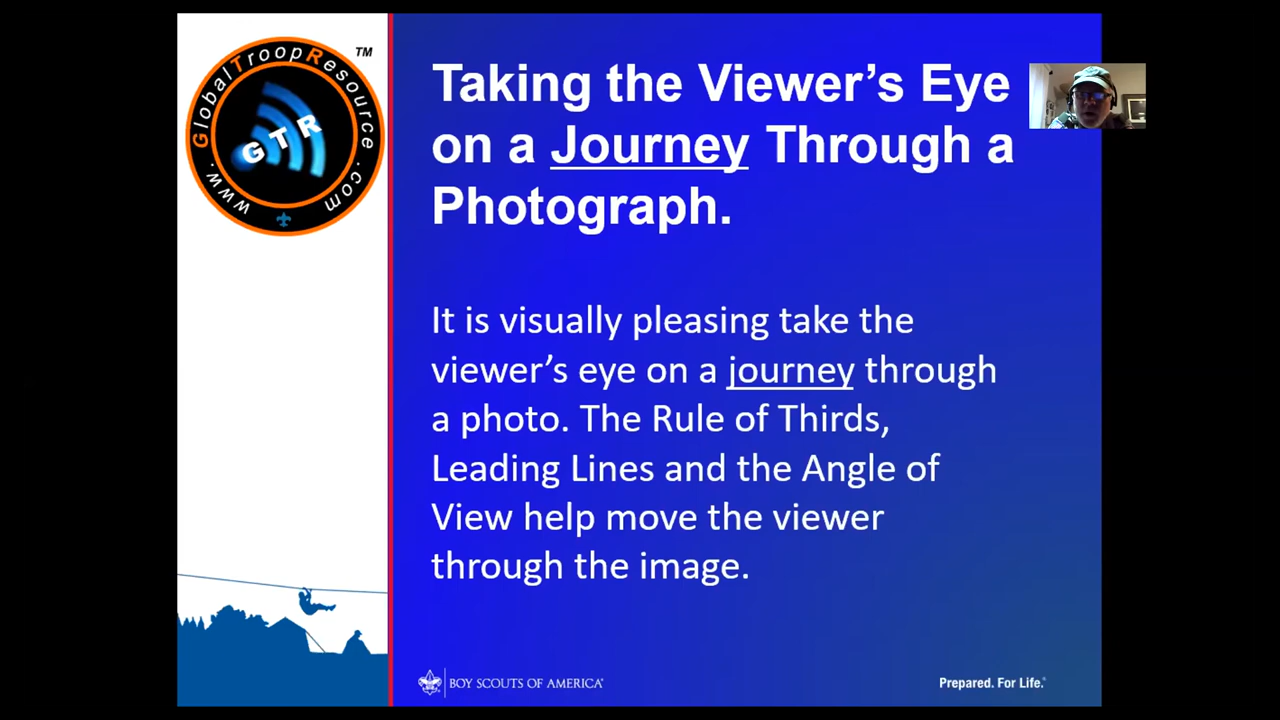 TM
www.GlobalTroopResource.com
GTR
Taking the Viewer's Eye
on a Journey Through a
Photograph.
It is visually pleasing take the
viewer's eye on a journey through
a photo. The Rule of Thirds,
Leading Lines and the Angle of
View help move the viewer
through the image.
BOY SCOUTS OF AMERICA®
Prepared. For Life.®